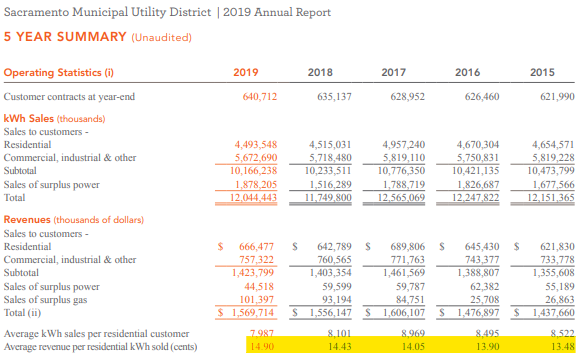 Sacramento Municipal Utility District | 2019 Annual Report
5 YEAR SUMMARY (Unaudited)
Operating Statistics (i) 2019 2018 2017 2016 2015
Customer contracts at year-end 640,712 635,137 628,952 626,460 621,990
kWh Sales (thousands)
Sales to customers -
Residential 4,493,548 4,515,031 4,957,240 4,670,304 4,654,571
Commercial, industrial & other 5,672,690 5,718,480 5,819,110 5,750,831 5,819,228
Subtotal 10,166,238 10,233,511 10,776,350 10,421,135 10,473,799
Sales of surplus power 1,878,205 1,516,289 1,788,719 1,826,687 1,677,566
Total 12,044,443 11,749,800 12,565,069 12,247,822 12,151,365
Revenues (thousands of dollars)
Sales to customers -
Residential $ 666,477 $ 642,789 $ 689,806 $ 645,430 $ 621,830
Commercial, industrial & other 757,322 760,565 771,763 743,377 733,778
Subtotal 1,423,799 1,403,354 1,461,569 1,388,807 1,355,608
Sales of surplus power 44,518 59,599 59,787 62,382 55,189
Sales of surplus gas 101,397 93,194 84,751 25,708 26,863
Total (ii) $ 1,569,714 $ 1,556,147 $ 1,606,107 $ 1,476,897 $ 1,437,660
Average kWh sales per residential customer 7,987 8,101 8,969 8,495 8,522
Average revenue per residential kWh sold (cents) 14.90 14.43 14.05 13.90 13.48